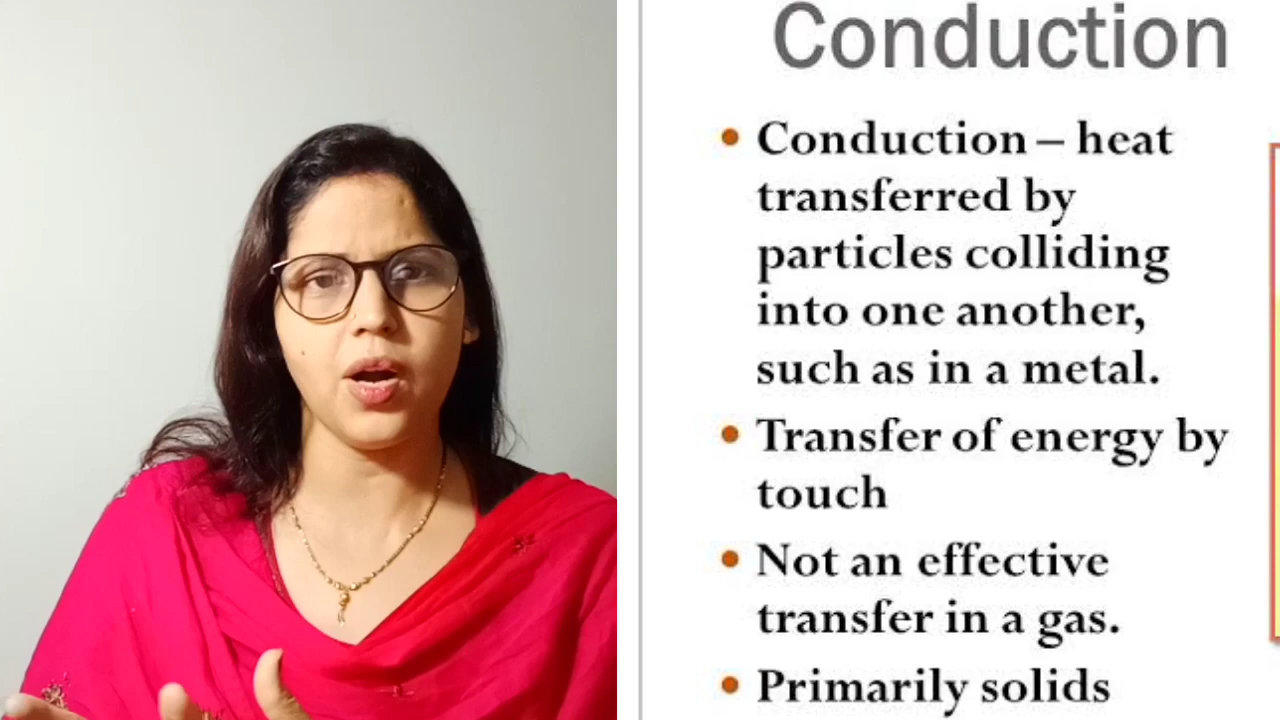 Conduction
• Conduction – heat
transferred by
particles colliding
into one another,
such as in a metal.
• Transfer of energy by
touch
• Not an effective
transfer in a gas.
• Primarily solids